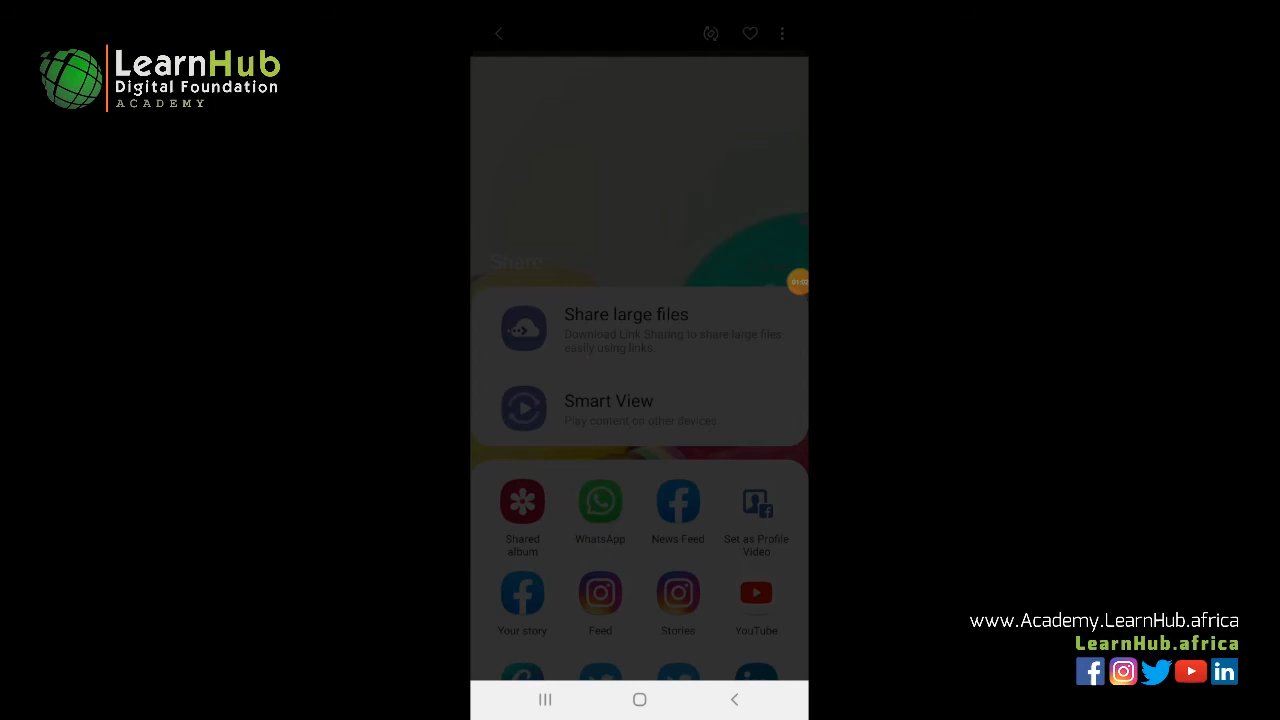 LearnHub
Digital Foundation
ACADEMY
Share
Share large files
Download Link Sharing to share large files
easily using links.
Smart View
Play content on other devices.
Shared
album
WhatsApp
News Feed
Set as Profile
Video
Your story
Feed
Stories
YouTube
www.Academy.LearnHub.africa
LearnHub.africa